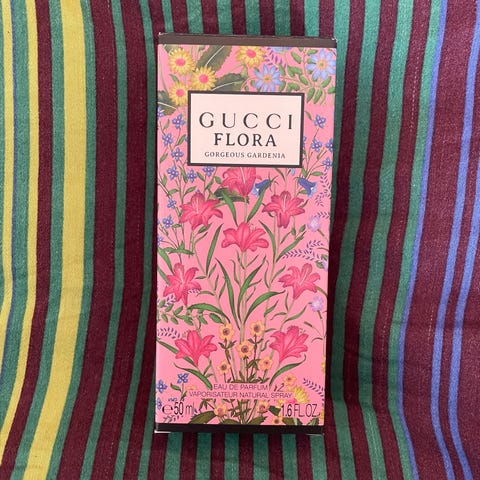 GUCCI
FLORA
GORGEOUS GARDENIA
EAU DE PARFUM
VAPORISATEUR NATURAL SPRAY
℮50 ml 1.6 FL.OZ.